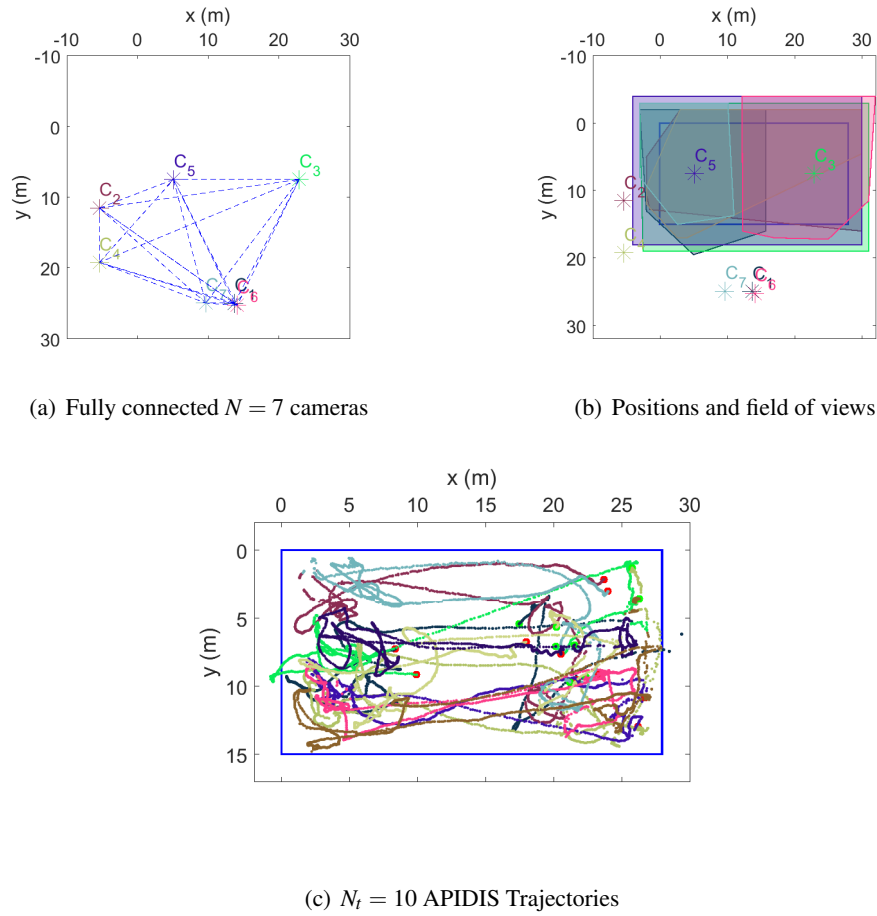 x (m)
-10 0 10 20 30
-10
0
10
20
30
y (m)
C5
C3
C2
C4
C7
C1
C6
(a) Fully connected N = 7 cameras
x (m)
0 10 20 30
-10
0
10
20
30
y (m)
C5
C3
C2
C7
C1
C6
(b) Positions and field of views
x (m)
0 5 10 15 20 25 30
0
5
10
15
y (m)
(c) Nt = 10 APIDIS Trajectories